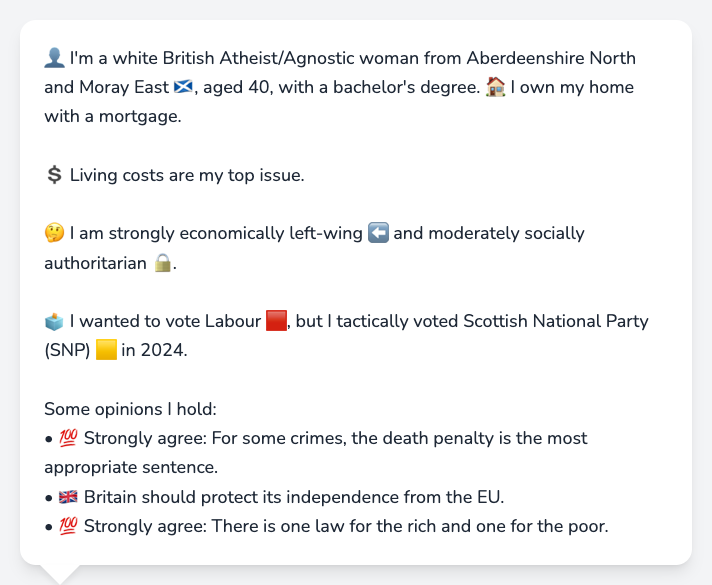 👤 I'm a white British Atheist/Agnostic woman from Aberdeenshire North
and Moray East 🏴󠁧󠁢󠁳󠁣󠁴󠁿, aged 40, with a bachelor's degree. 🏠 I own my home
with a mortgage.
💲 Living costs are my top issue.
🤔 I am strongly economically left-wing ⬅️ and moderately socially
authoritarian 🔒.
🗳️ I wanted to vote Labour 🟥, but I tactically voted Scottish National Party
(SNP) 🟨 in 2024.
Some opinions I hold:
• 💯 Strongly agree: For some crimes, the death penalty is the most
appropriate sentence.
• 🇬🇧 Britain should protect its independence from the EU.
• 💯 Strongly agree: There is one law for the rich and one for the poor.